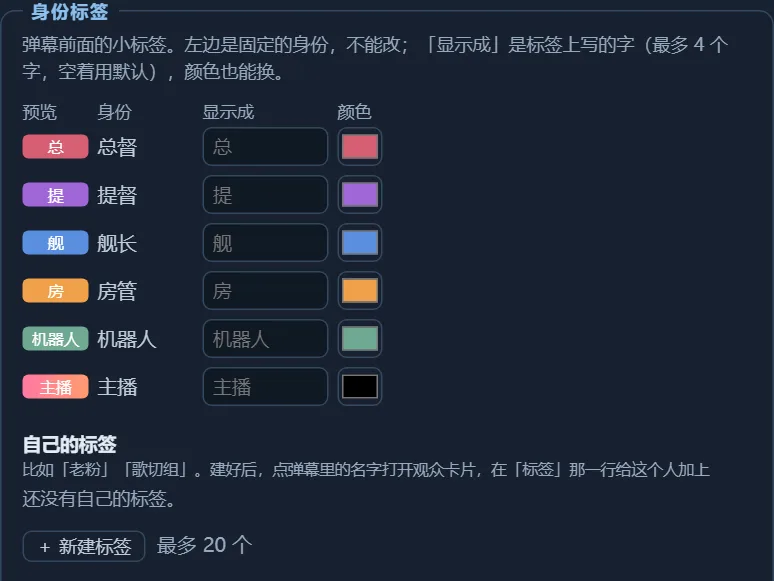 身份标签
弹幕前面的小标签。左边是固定的身份，不能改；「显示成」是标签上写的字（最多 4 个
字，空着用默认），颜色也能换。
预览 身份 显示成 颜色
总 总督 总
提 提督 提
舰 舰长 舰
房 房管 房
机器人 机器人 机器人
主播 主播 主播
自己的标签
比如「老粉」「歌切组」。建好后，点弹幕里的名字打开观众卡片，在「标签」那一行给这个人加上
还没有自己的标签。
+ 新建标签 最多 20 个